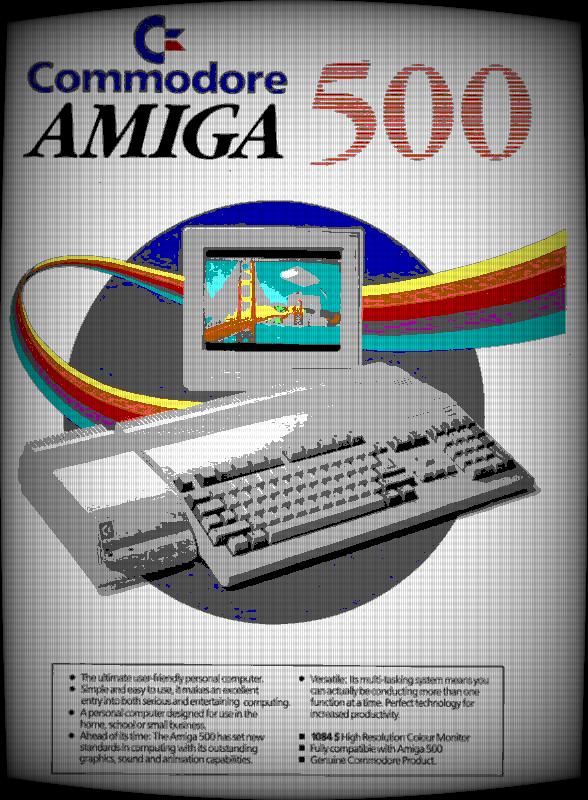 Commodore
AMIGA 500
• The ultimate user-friendly personal computer.
• Simple and easy to use, it makes an excellent
entry into both serious and entertaining computing.
• A personal computer designed for use in the
home, school or small business.
• Ahead of its time: The Amiga 500 has set new
standards in computing with its outstanding
graphics, sound and animation capabilities.
• Versatile: Its multi-tasking system means you
can actually be conducting more than one
function at a time. Perfect technology for
increased productivity.
■ 1084 S High Resolution Colour Monitor
■ Fully compatible with Amiga 500
■ Genuine Commodore Product.